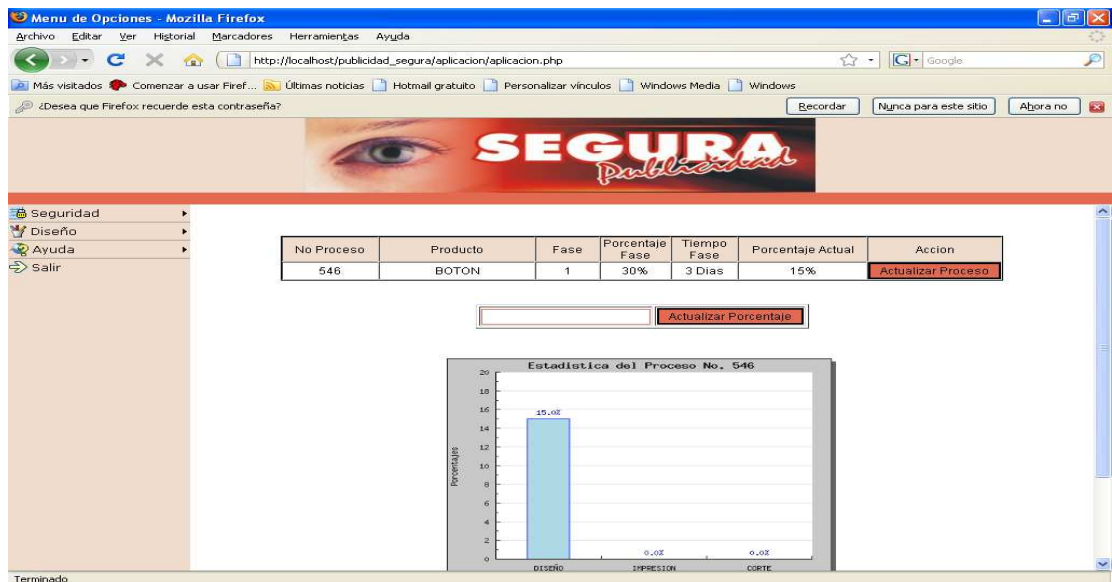 Menu de Opciones - Mozilla Firefox
Archivo Editar Ver Historial Marcadores Herramientas Ayuda
http://localhost/publicidad_segura/aplicacion/aplicacion.php
G Google
Más visitados Comenzar a usar Firef... Últimas noticias Hotmail gratuito Personalizar vínculos Windows Media Windows
¿Desea que Firefox recuerde esta contraseña? Recordar Nunca para este sitio Ahora no
SEGURA
Publicidad
Seguridad
Diseño
Ayuda
Salir
No Proceso Producto Fase Porcentaje Fase Tiempo Fase Porcentaje Actual Accion
546 BOTON 1 30% 3 Dias 15% Actualizar Proceso
Actualizar Porcentaje
Estadistica del Proceso No. 546
Porcentajes
20
18
16
14
12
10
8
6
4
2
0
15.0%
0.0%
0.0%
DISEÑO IMPRESION CORTE
Terminado